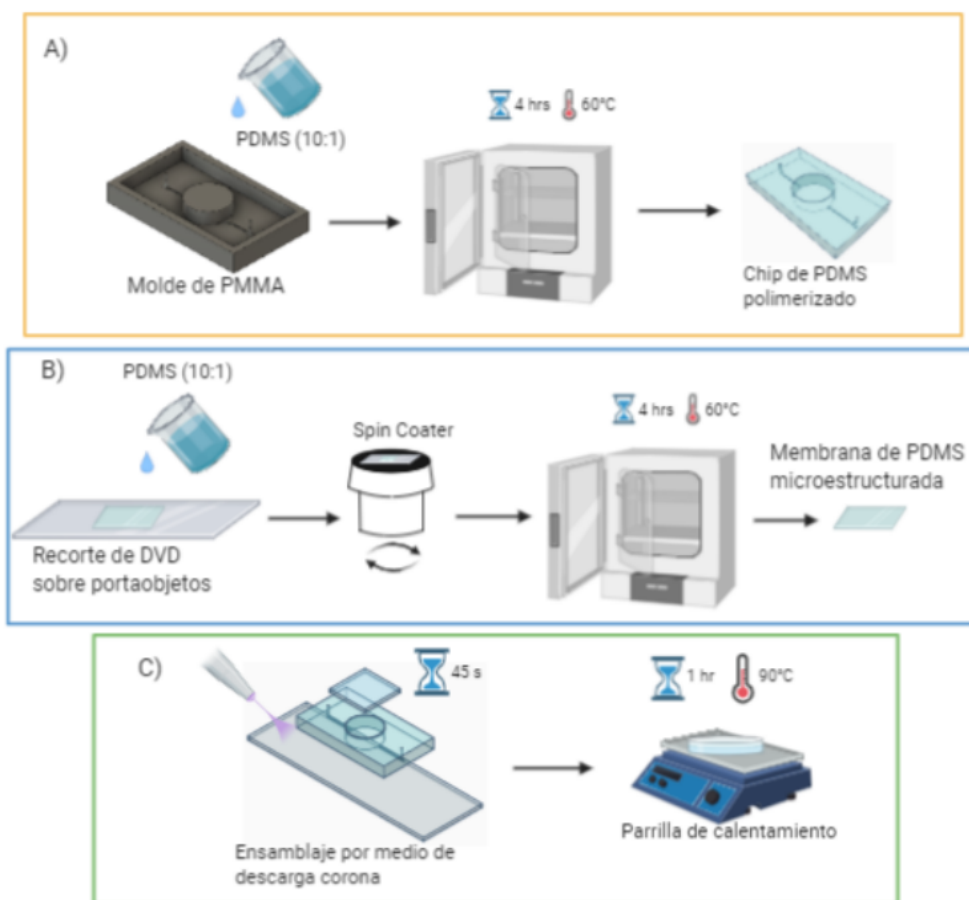 A)
PDMS (10:1)
4 hrs 60°C
Molde de PMMA
Chip de PDMS
polimerizado
B)
PDMS (10:1)
Spin Coater
4 hrs 60°C
Membrana de PDMS
microestructurada
Recorte de DVD
sobre portaobjetos
C)
45 s
1 hr 90°C
Ensamblaje por medio de
descarga corona
Parrilla de calentamiento